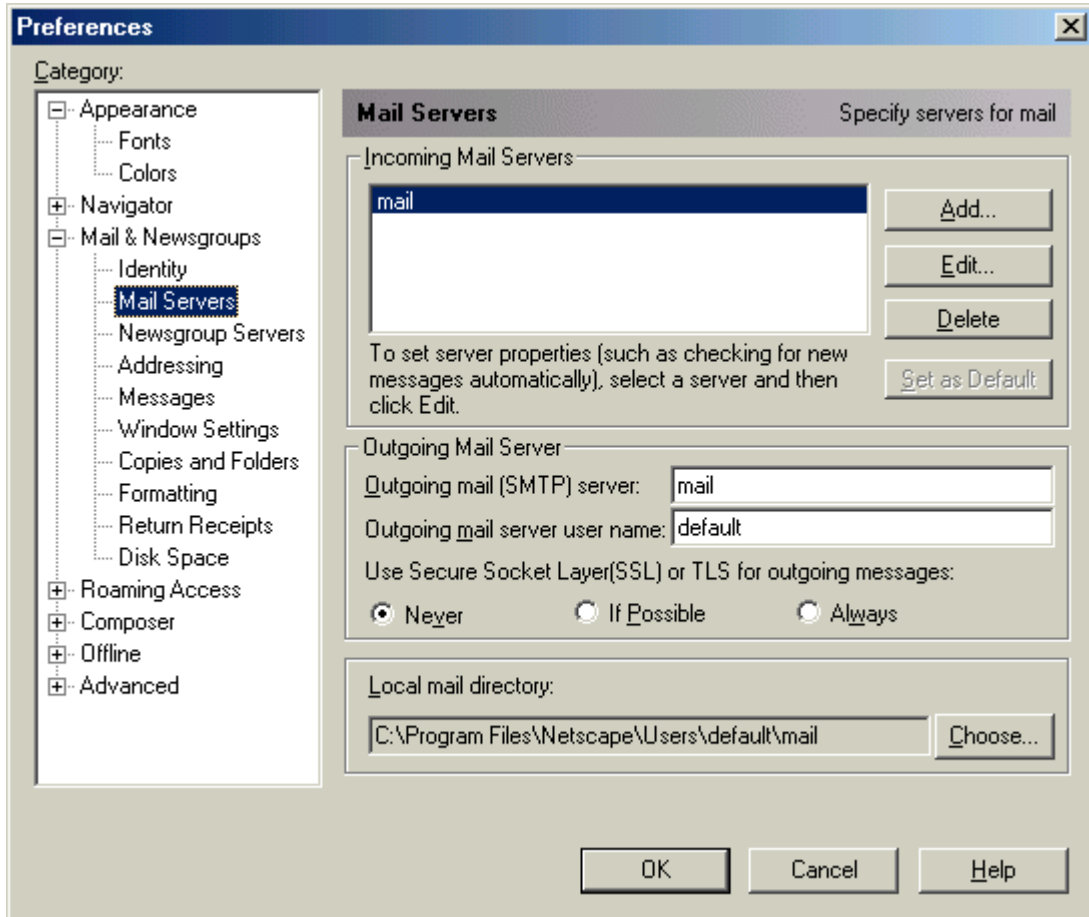 Preferences
Category:
Appearance
Fonts
Colors
Navigator
Mail & Newsgroups
Identity
Mail Servers
Newsgroup Servers
Addressing
Messages
Window Settings
Copies and Folders
Formatting
Return Receipts
Disk Space
Roaming Access
Composer
Offline
Advanced
Mail Servers Specify servers for mail
Incoming Mail Servers
mail
Add...
Edit...
Delete
Set as Default
To set server properties (such as checking for new
messages automatically), select a server and then
click Edit.
Outgoing Mail Server
Outgoing mail (SMTP) server: mail
Outgoing mail server user name: default
Use Secure Socket Layer(SSL) or TLS for outgoing messages:
Never If Possible Always
Local mail directory:
C:\Program Files\Netscape\Users\default\mail Choose...
OK Cancel Help